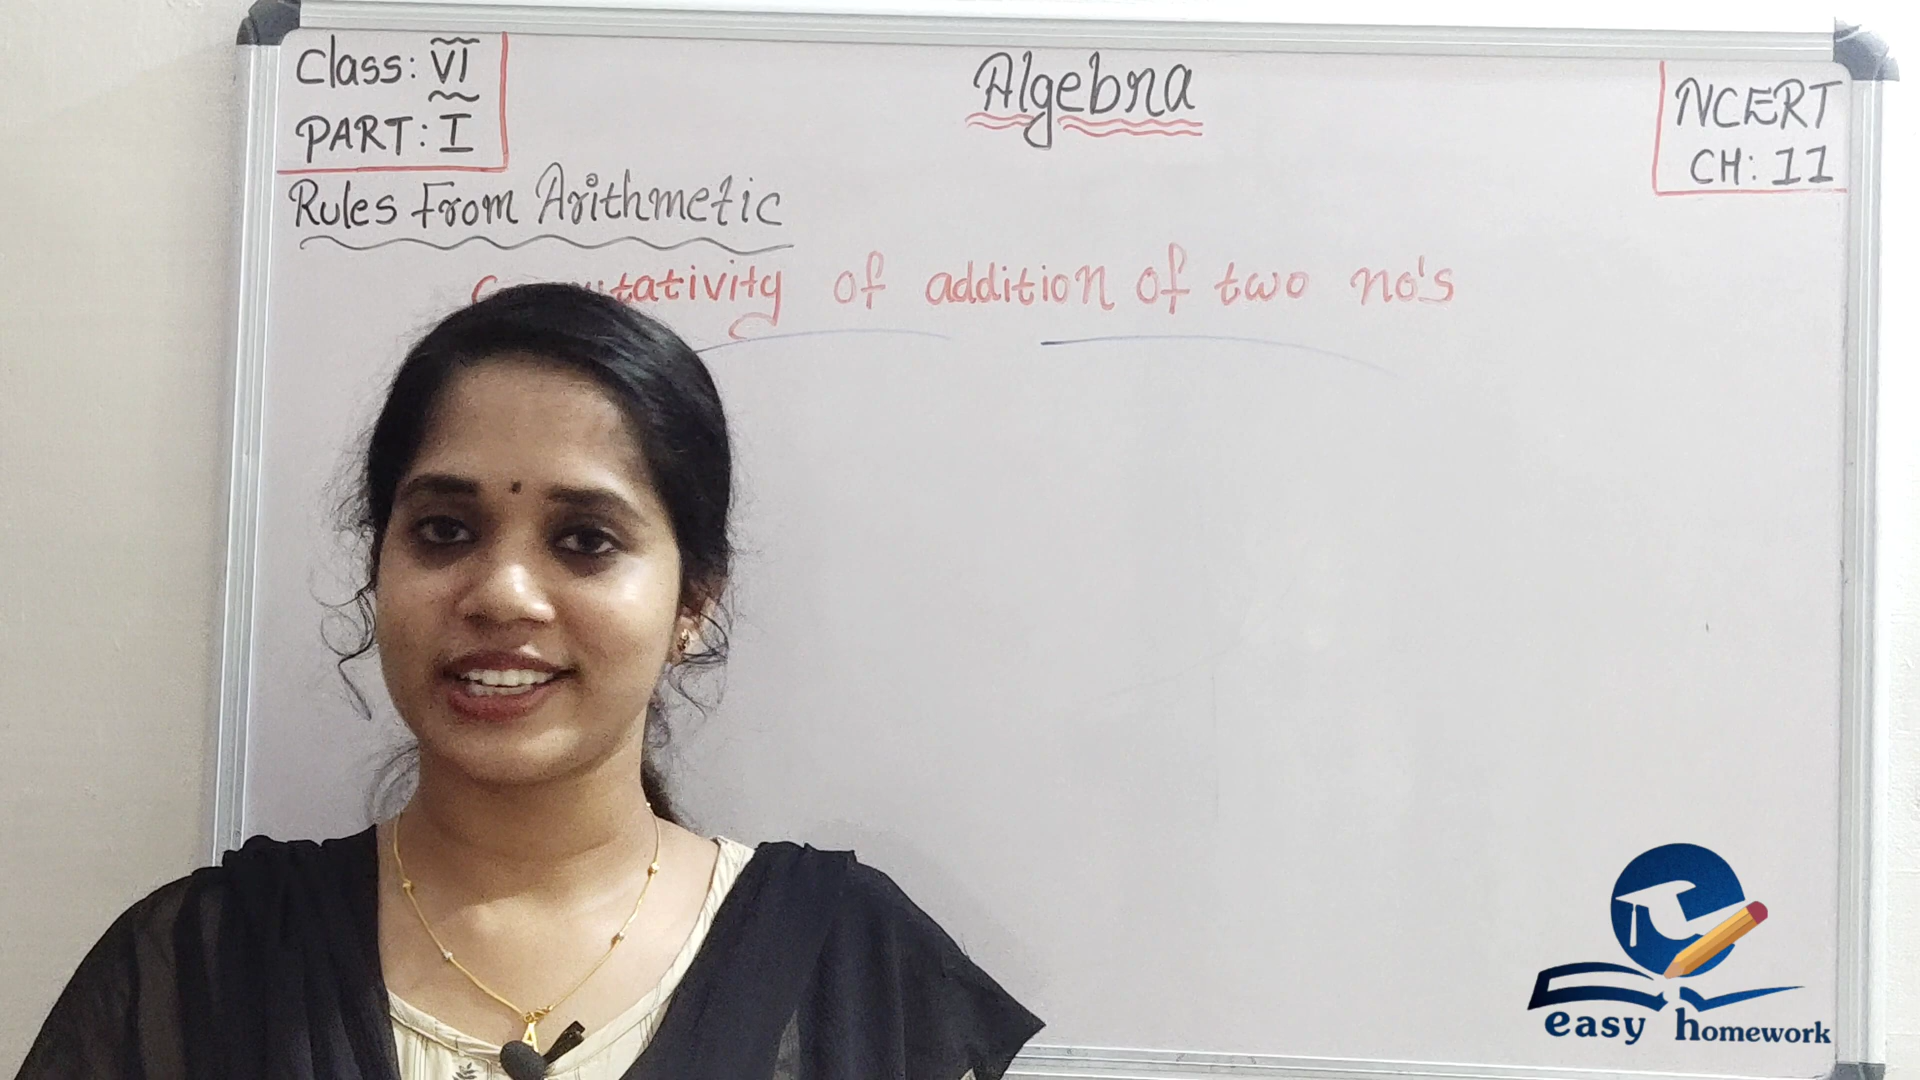 Class: VI
PART: I
Algebra
NCERT
CH: 11
Rules From Arithmetic
of addition of two no's
A
easy homework